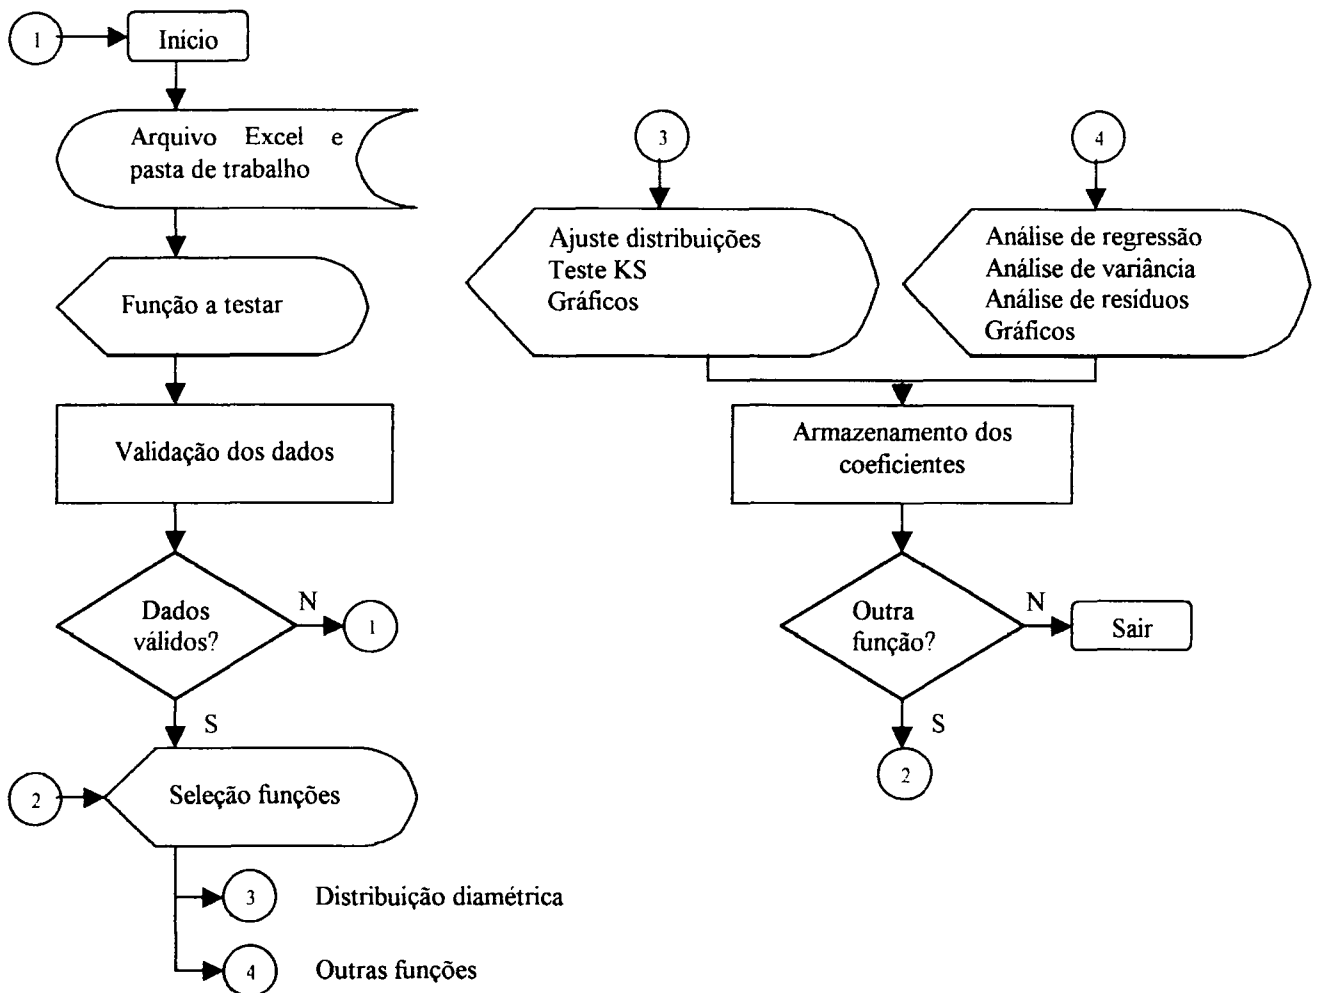 1
Inicio
Arquivo Excel e
pasta de trabalho
Função a testar
Validação dos dados
Dados
válidos?
N
1
S
2
Seleção funções
3
Distribuição diamétrica
4
Outras funções
3
Ajuste distribuições
Teste KS
Gráficos
4
Análise de regressão
Análise de variância
Análise de resíduos
Gráficos
Armazenamento dos
coeficientes
Outra
função?
N
Sair
S
2